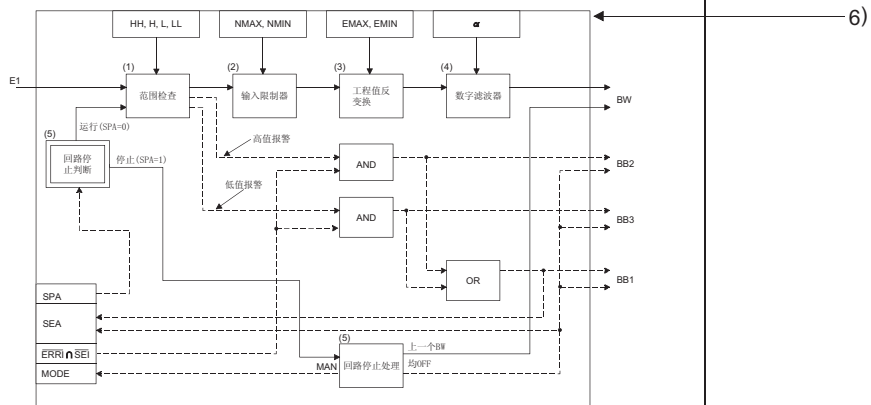 HH, H, L, LL
NMAX, NMIN
EMAX, EMIN
α
6)
(1)
(2)
(3)
(4)
E1
范围检查
输入限制器
工程值反
变换
数字滤波器
BW
运行(SPA=0)
(5)
回路停
止判断
停止(SPA=1)
高值报警
AND
BB2
低值报警
AND
BB3
OR
BB1
SPA
SEA
ERRI∩SEI
MODE
MAN
(5)
回路停止处理
上一个BW
均OFF